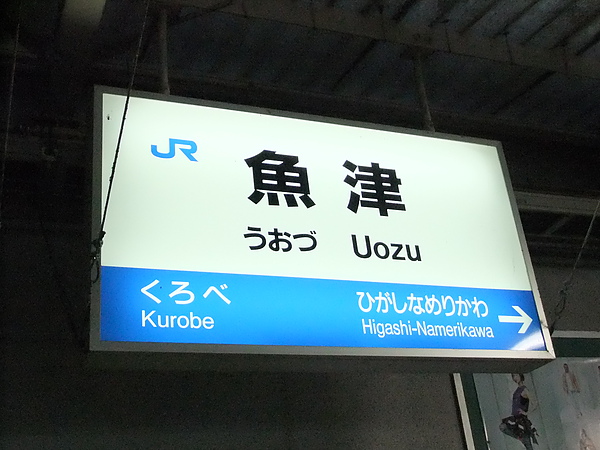 JR
魚津
うおづ Uozu
くろべ ひがしなめりかわ →
Kurobe Higashi-Namerikawa